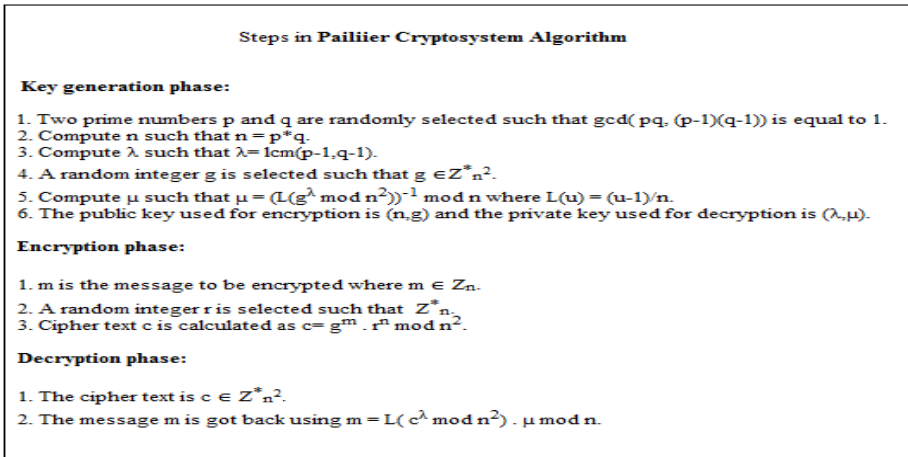 Steps in Pailiier Cryptosystem Algorithm
Key generation phase:
1. Two prime numbers p and q are randomly selected such that gcd( pq, (p-1)(q-1)) is equal to 1.
2. Compute n such that n = p*q.
3. Compute λ such that λ= lcm(p-1,q-1).
4. A random integer g is selected such that g ∈Z*n².
5. Compute μ such that μ = (L(g^λ mod n²))⁻¹ mod n where L(u) = (u-1)/n.
6. The public key used for encryption is (n,g) and the private key used for decryption is (λ,μ).
Encryption phase:
1. m is the message to be encrypted where m ∈ Zn.
2. A random integer r is selected such that Z*n.
3. Cipher text c is calculated as c= g^m . r^n mod n².
Decryption phase:
1. The cipher text is c ∈ Z*n².
2. The message m is got back using m = L( c^λ mod n²) . μ mod n.